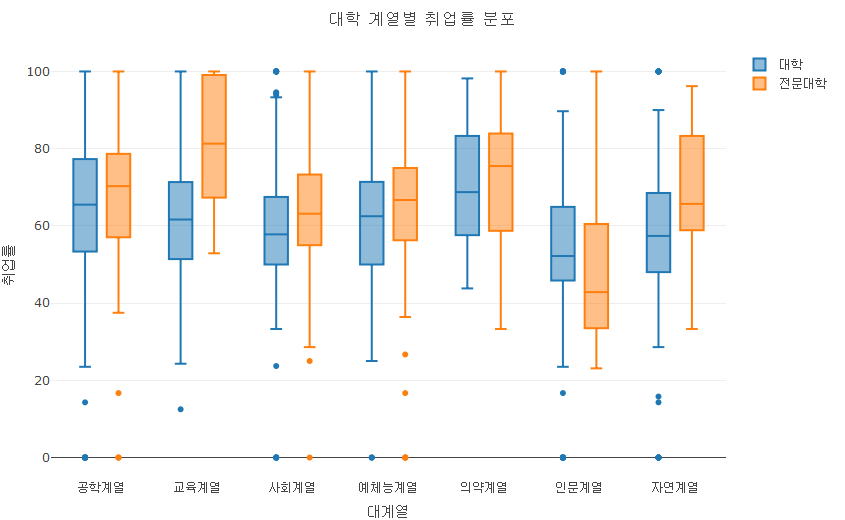 대학 계열별 취업률 분포
대학
전문대학
취업률
100
80
60
40
20
0
공학계열 교육계열 사회계열 예체능계열 의약계열 인문계열 자연계열
대계열